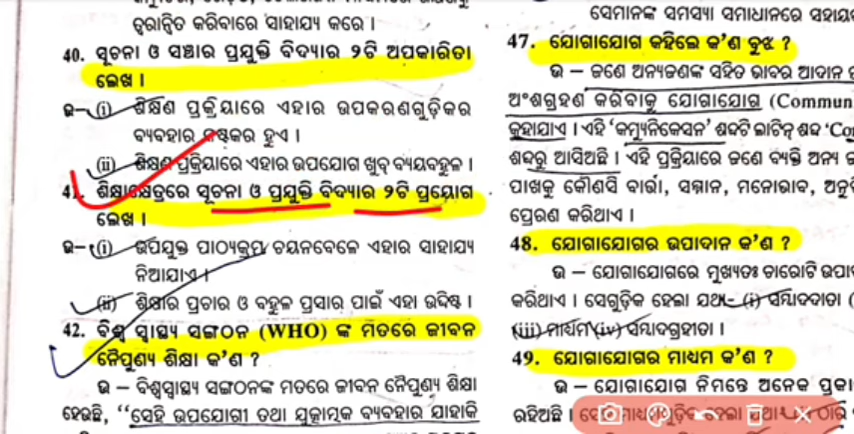 ତ୍ୱରାନ୍ୱିତ କରିବାରେ ସାହାଯ୍ୟ କରେ ।
40. ସୂଚନା ଓ ସଞ୍ଚାର ପ୍ରଯୁକ୍ତି ବିଦ୍ୟାର ୨ଟି ଅପକାରିତା
ଲେଖ ।
ଉ– (i) ଶିକ୍ଷଣ ପ୍ରକ୍ରିୟାରେ ଏହାର ଉପକରଣଗୁଡ଼ିକର
ବ୍ୟବହାର କଷ୍ଟକର ହୁଏ ।
(ii) ଶିକ୍ଷଣ ପ୍ରକ୍ରିୟାରେ ଏହାର ଉପଯୋଗ ଖୁବ୍ ବ୍ୟୟବହୁଳ ।
41. ଶିକ୍ଷାକ୍ଷେତ୍ରରେ ସୂଚନା ଓ ପ୍ରଯୁକ୍ତି ବିଦ୍ୟାର ୨ଟି ପ୍ରୟୋଗ
ଲେଖ ।
ଉ– (i) ଉପଯୁକ୍ତ ପାଠ୍ୟକ୍ରମ ଚୟନବେଳେ ଏହାର ସାହାଯ୍ୟ
ନିଆଯାଏ ।
(ii) ଶିକ୍ଷାର ପ୍ରଚାର ଓ ବହୁଳ ପ୍ରସାର ପାଇଁ ଏହା ଉଦ୍ଦିଷ୍ଟ ।
42. ବିଶ୍ୱ ସ୍ୱାସ୍ଥ୍ୟ ସଙ୍ଗଠନ (WHO) ଙ୍କ ମତରେ ଜୀବନ
ନୈପୁଣ୍ୟ ଶିକ୍ଷା କ'ଣ ?
ଉ – ବିଶ୍ୱସ୍ୱାସ୍ଥ୍ୟ ସଙ୍ଗଠନଙ୍କ ମତରେ ଜୀବନ ନୈପୁଣ୍ୟ ଶିକ୍ଷା
ହେଉଛି, "ସେହି ଉପଯୋଗୀ ତଥା ଯୁକ୍ତାତ୍ମକ ବ୍ୟବହାର ଯାହାକି
ସେମାନଙ୍କ ସମସ୍ୟା ସମାଧାନରେ
47. ଯୋଗାଯୋଗ କହିଲେ କ'ଣ ବୁଝ ?
ଉ – ଜଣେ ଅନ୍ୟଜଣଙ୍କ ସହିତ ଭାବର ଆଦାନ
ଅଂଶଗ୍ରହଣ କରିବାକୁ ଯୋଗାଯୋଗ (Commun
କୁହାଯାଏ । ଏହି 'କମ୍ୟୁନିକେସନ' ଶବ୍ଦଟି ଲାଟିନ୍ ଶବ୍ଦ
ଶବ୍ଦରୁ ଆସିଅଛି । ଏହି ପ୍ରକ୍ରିୟାରେ ଜଣେ ବ୍ୟକ୍ତି ଅନ୍ୟ
ପାଖକୁ କୌଣସି ବାର୍ତ୍ତା, ସମ୍ମାନ, ମନୋଭାବ,
ପ୍ରେରଣ କରିଥାଏ ।
48. ଯୋଗାଯୋଗର ଉପାଦାନ କ'ଣ ?
ଉ – ଯୋଗାଯୋଗରେ ମୁଖ୍ୟତଃ ଚାରୋଟି
କରିଥାଏ । ସେଗୁଡ଼ିକ ହେଲା ଯଥା– (i) ସମ୍ୱାଦଦାତା
(iii) ମାଧ୍ୟମ (iv) ସମ୍ୱାଦଗ୍ରହୀତା ।
49. ଯୋଗାଯୋଗର ମାଧ୍ୟମ କ'ଣ ?
ଉ – ଯୋଗାଯୋଗ ନିମନ୍ତେ ଅନେକ
ରହିଅଛି ।